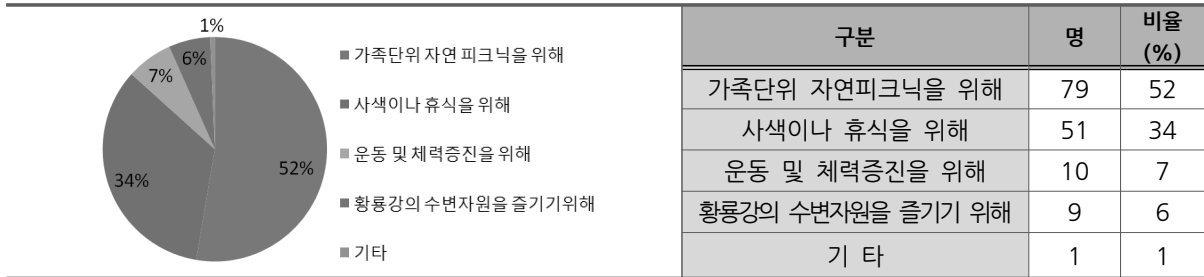 1%
6%
7%
34%
52%
가족단위 자연 피크닉을 위해
사색이나 휴식을 위해
운동 및 체력증진을 위해
황룡강의 수변자원을 즐기기위해
기타
구분 명 비율
(%)
가족단위 자연피크닉을 위해 79 52
사색이나 휴식을 위해 51 34
운동 및 체력증진을 위해 10 7
황룡강의 수변자원을 즐기기 위해 9 6
기 타 1 1